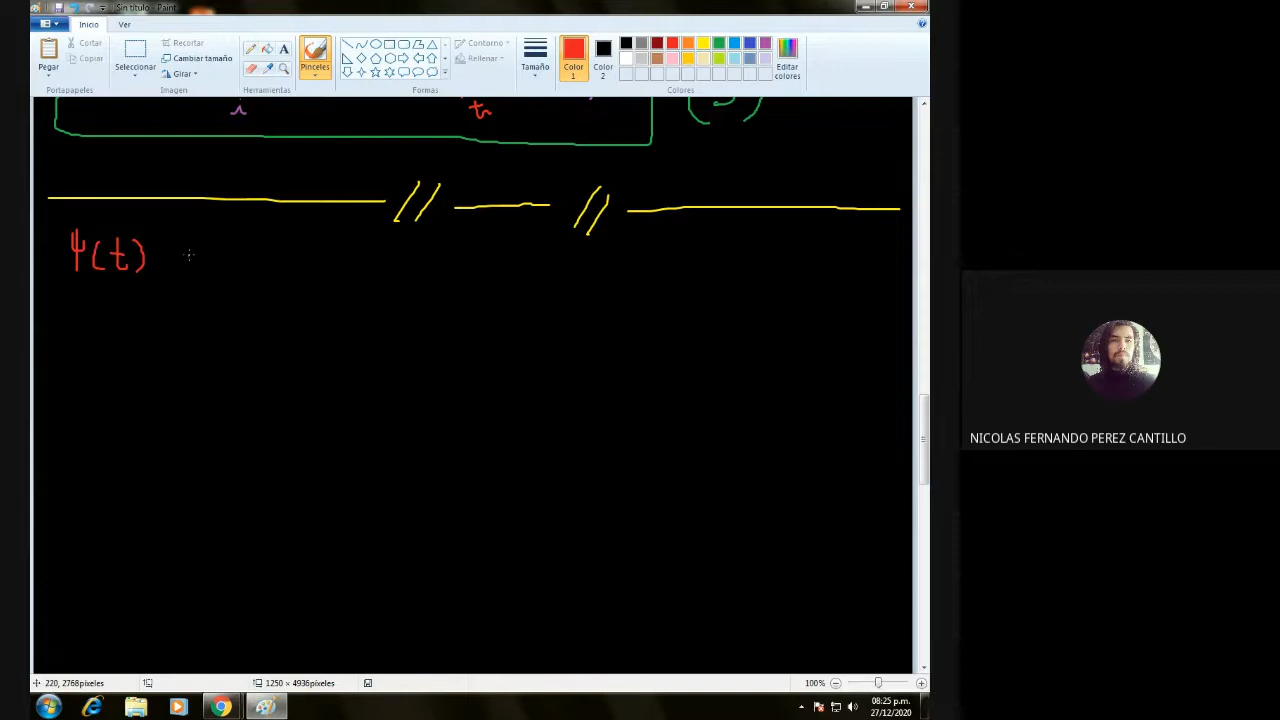 Sin título - Paint
Inicio Ver
Pegar
Cortar
Copiar
Portapapeles
Seleccionar
Recortar
Cambiar tamaño
Girar
Imagen
Herramientas
Pinceles
Contorno
Rellenar
Formas
Tamaño
Color 1
Color 2
Editar colores
Colores
ψ(t)
NICOLAS FERNANDO PEREZ CANTILLO
220, 2768píxeles
1250 × 4936píxeles
100%
08:25 p.m.
27/12/2020